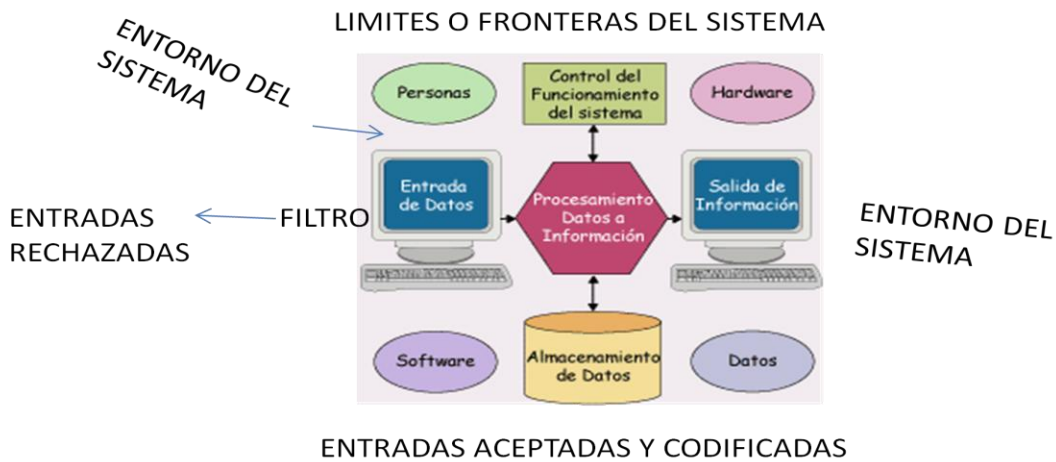 LIMITES O FRONTERAS DEL SISTEMA
ENTORNO DEL
SISTEMA
Personas
Control del
Funcionamiento
del sistema
Hardware
Entrada
de Datos
Procesamiento
Datos a
Información
Salida de
Información
ENTRADAS
RECHAZADAS
FILTRO
ENTORNO DEL
SISTEMA
Software
Almacenamiento
de Datos
Datos
ENTRADAS ACEPTADAS Y CODIFICADAS